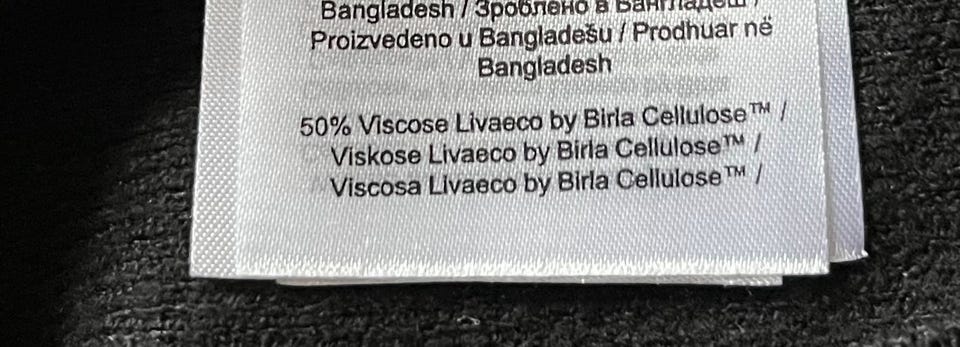 Bangladesh / Зроблено в Бангладеш /
Proizvedeno u Bangladešu / Prodhuar në
Bangladesh
50% Viscose Livaeco by Birla Cellulose™ /
Viskose Livaeco by Birla Cellulose™ /
Viscosa Livaeco by Birla Cellulose™ /